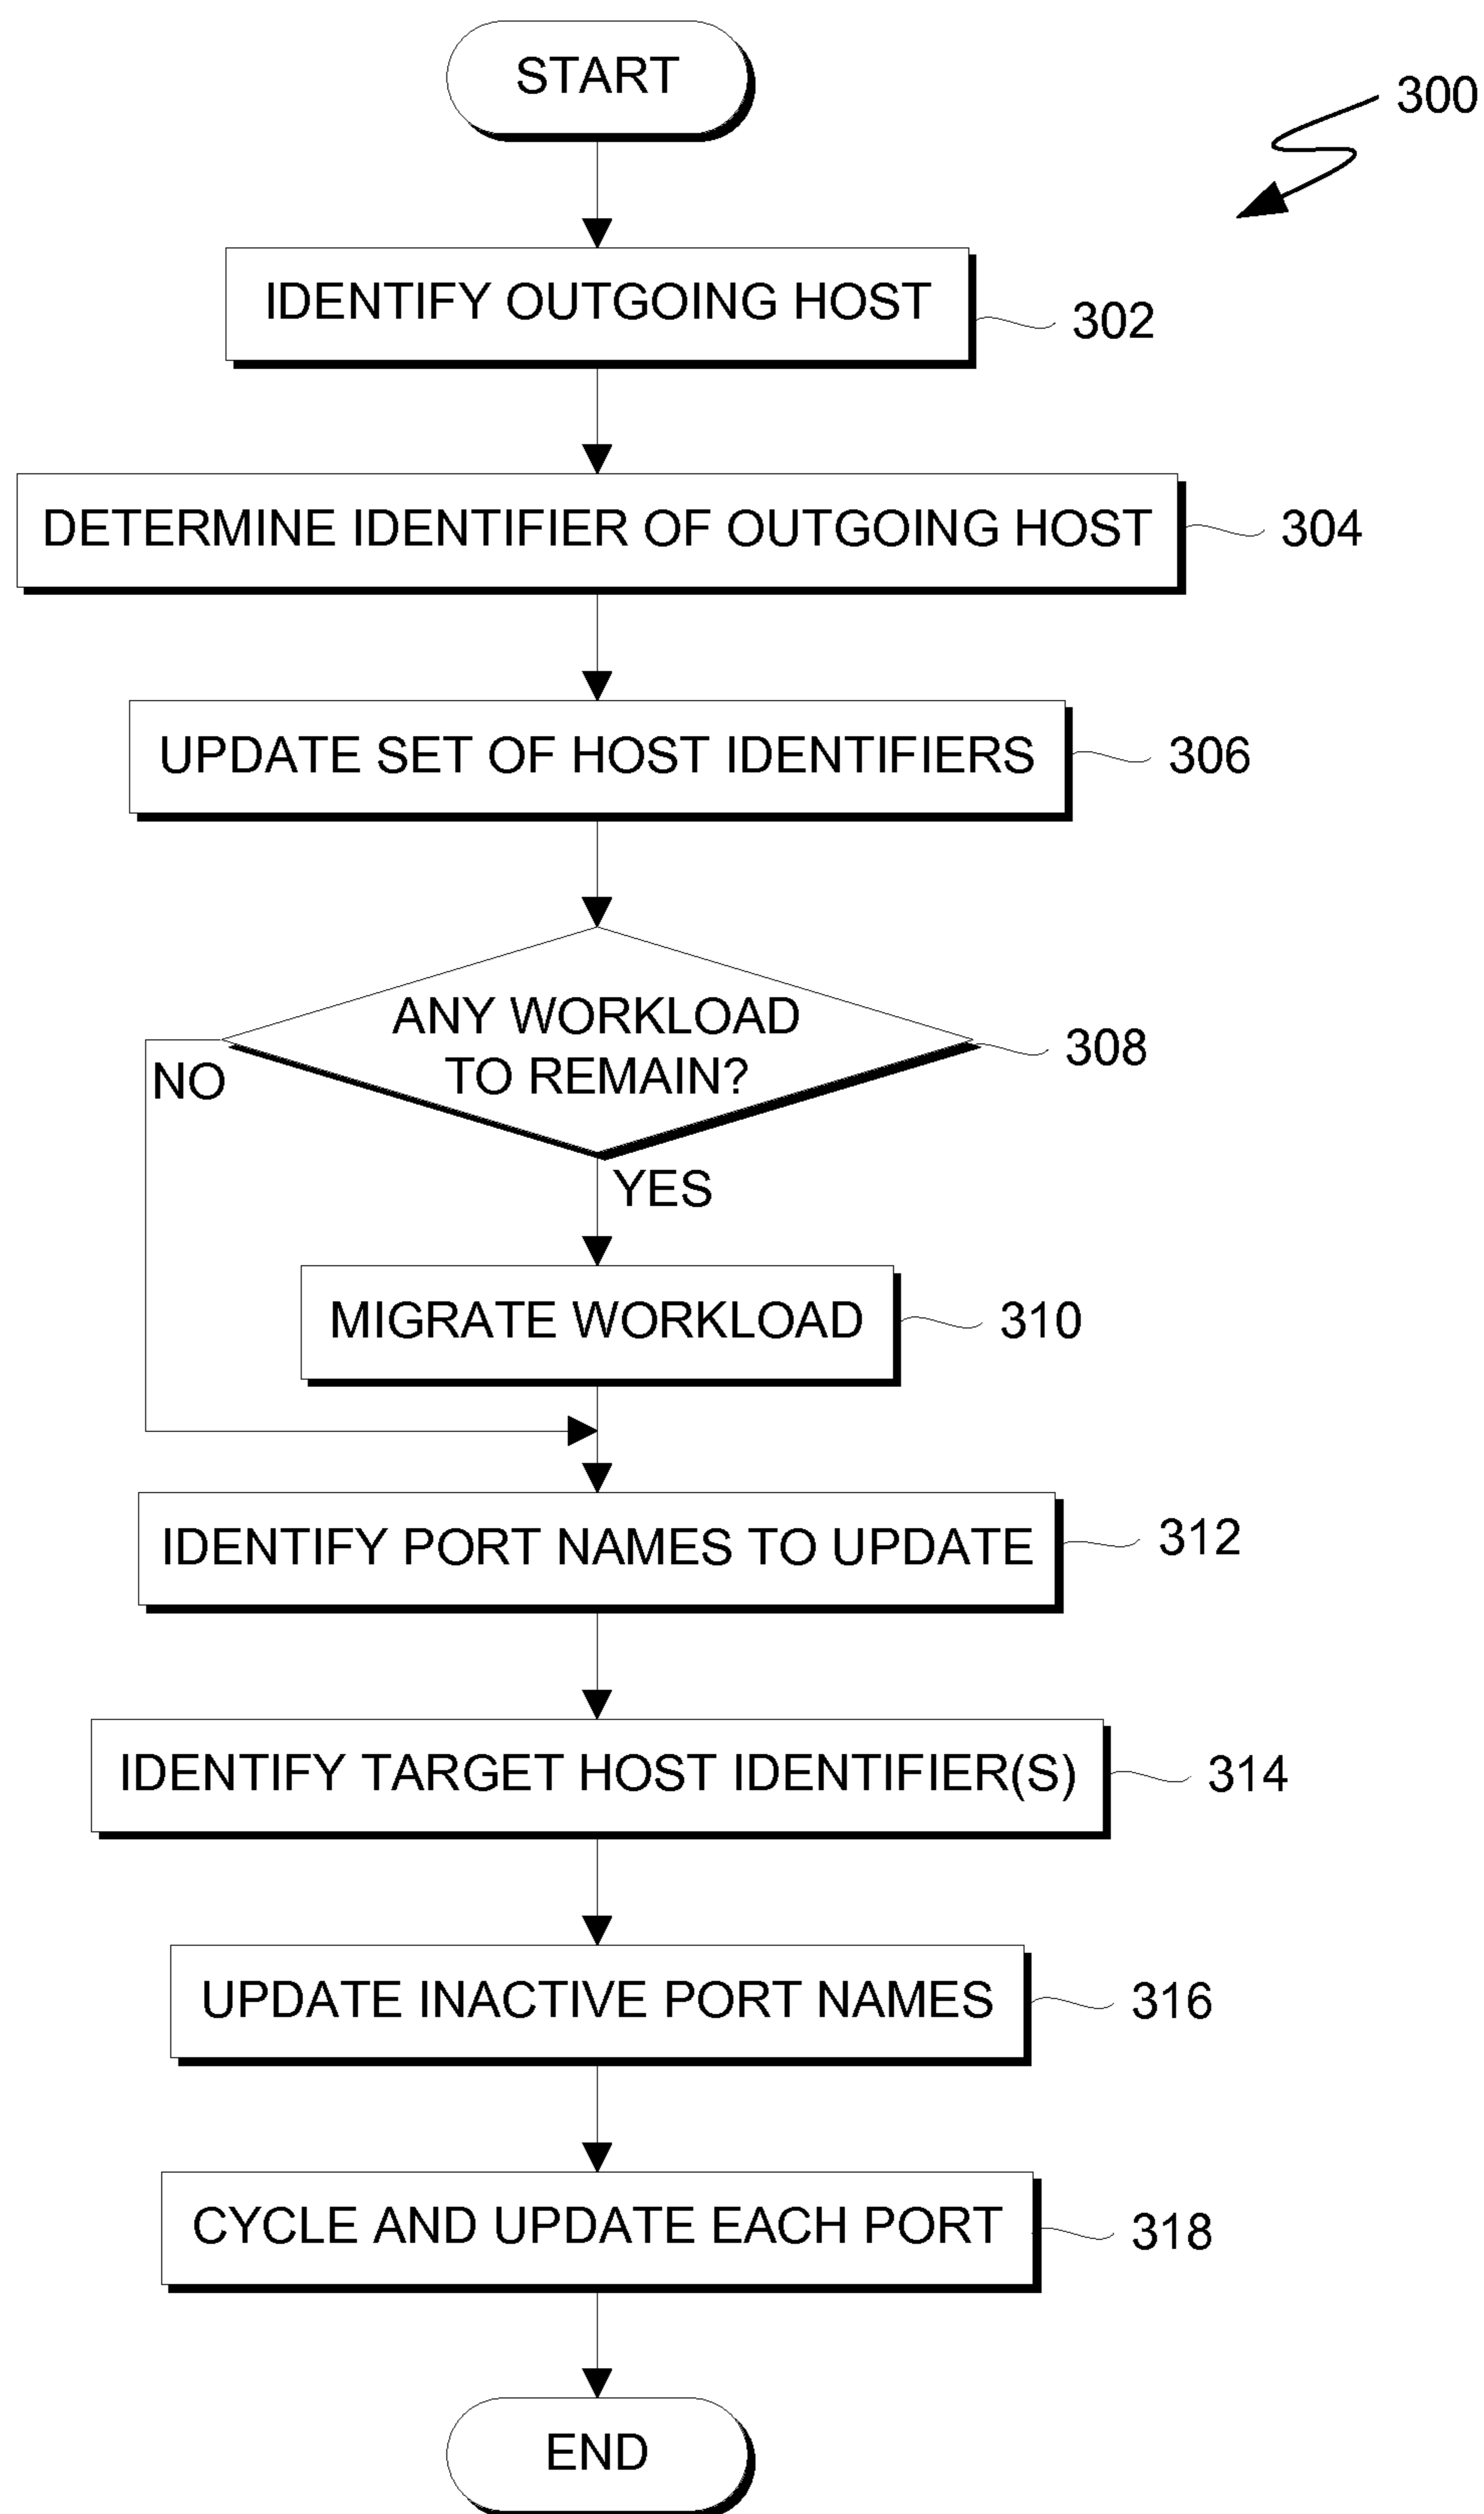 START
300
IDENTIFY OUTGOING HOST
302
DETERMINE IDENTIFIER OF OUTGOING HOST
304
UPDATE SET OF HOST IDENTIFIERS
306
ANY WORKLOAD
TO REMAIN?
308
NO
YES
MIGRATE WORKLOAD
310
IDENTIFY PORT NAMES TO UPDATE
312
IDENTIFY TARGET HOST IDENTIFIER(S)
314
UPDATE INACTIVE PORT NAMES
316
CYCLE AND UPDATE EACH PORT
318
END